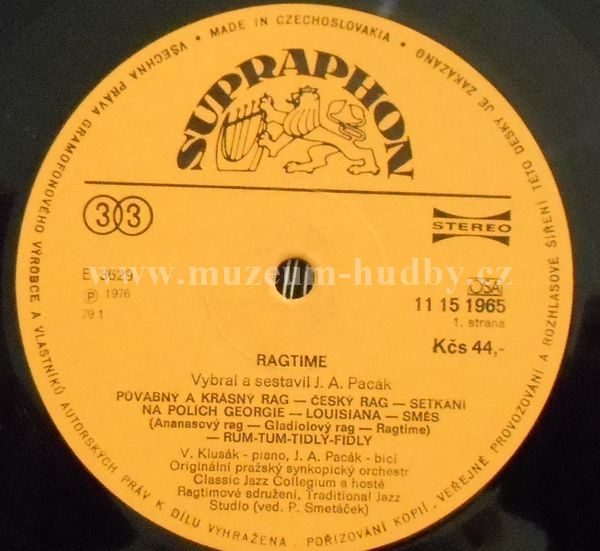 VŠECHNA PRÁVA GRAMOFONOVÉHO VÝROBCE A VLASTNÍKŮ AUTORSKÝCH PRÁV K DÍLU VYHRAŽENA. POŘIZOVÁNÍ KOPIÍ, VEŘEJNÉ PROVOZOVÁNÍ A ROZHLASOVÉ ŠÍŘENÍ TÉTO DESKY JE ZAKÁZÁNO
• MADE IN CZECHOSLOVAKIA •
SUPRAPHON
33
STEREO
E 3629
www.muzeum-hudby.cz
OSA
Ⓟ 1976
11 15 1965
79 1
1. strana
Kčs 44,-
RAGTIME
Vybral a sestavil J. A. Pacák
PŮVABNÝ A KRÁSNÝ RAG — ČESKÝ RAG — SETKÁNÍ
NA POLÍCH GEORGIE — LOUISIANA — SMĚS
(Ananasový rag — Gladiolový rag — Ragtime)
— RUM-TUM-TIDLY-FIDLY
V. Klusák - piano, J. A. Pacák - bicí
Originální pražský synkopický orchestr
Classic Jazz Collegium a hosté
Ragtimové sdružení, Traditional Jazz
Studio (ved. P. Smetáček)